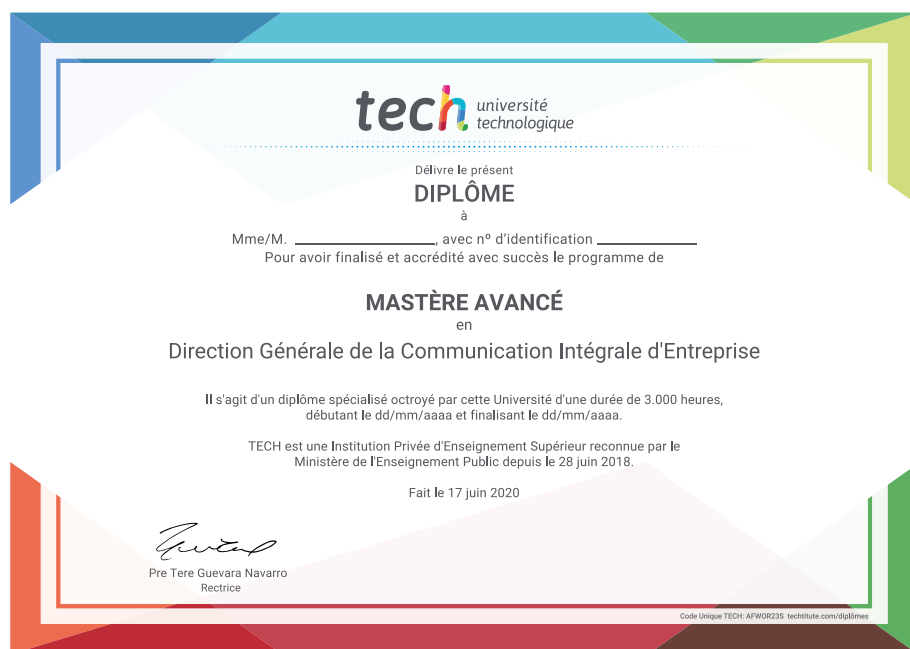 tech université
technologique
Délivre le présent
DIPLÔME
à
Mme/M. ____________________, avec nº d'identification ______________
Pour avoir finalisé et accrédité avec succès le programme de
MASTÈRE AVANCÉ
en
Direction Générale de la Communication Intégrale d'Entreprise
Il s'agit d'un diplôme spécialisé octroyé par cette Université d'une durée de 3.000 heures,
débutant le dd/mm/aaaa et finalisant le dd/mm/aaaa.
TECH est une Institution Privée d'Enseignement Supérieur reconnue par le
Ministère de l'Enseignement Public depuis le 28 juin 2018.
Fait le 17 juin 2020
Pre Tere Guevara Navarro
Rectrice
Code Unique TECH: AFWOR23S techtitute.com/diplômes